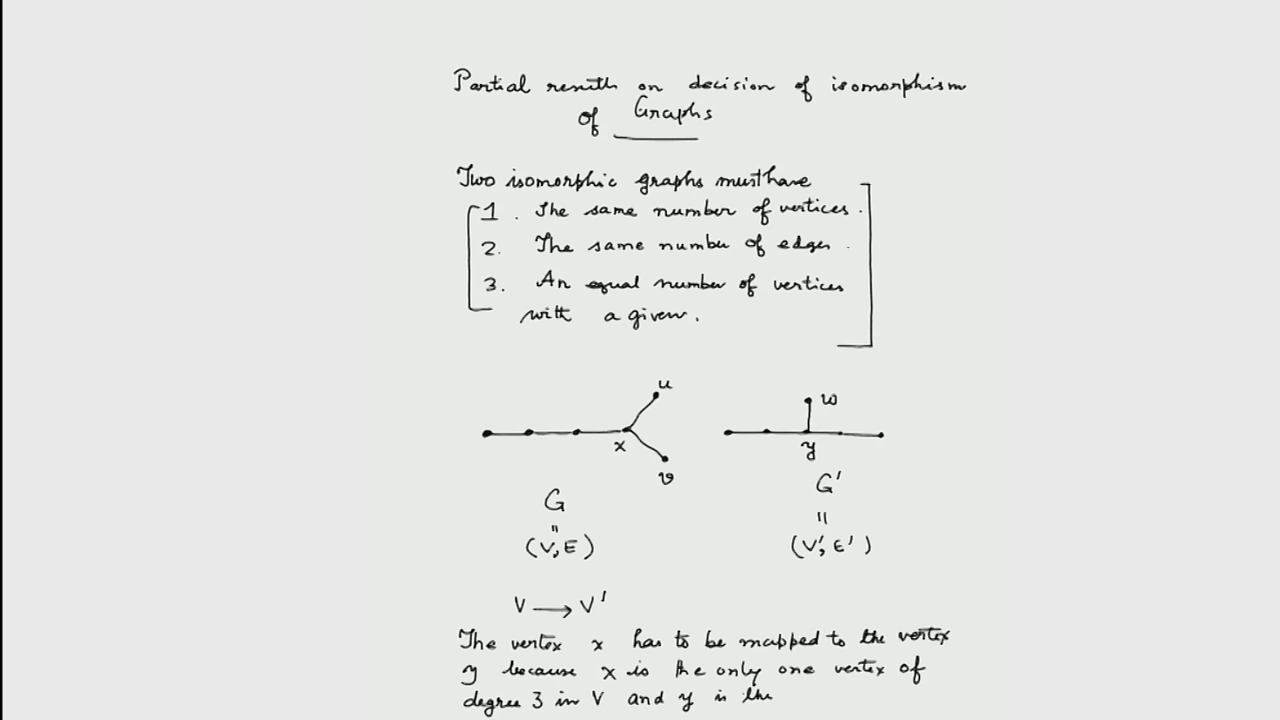 Partial results on decision of isomorphism
of Graphs
Two isomorphic graphs must have
1. The same number of vertices.
2. The same number of edges.
3. An equal number of vertices
with a given.
u
w
x
y
v
G
G'
=
=
(V, E)
(V', E')
V → V'
The vertex x has to be mapped to the vertex
y because x is the only one vertex of
degree 3 in V and y is the